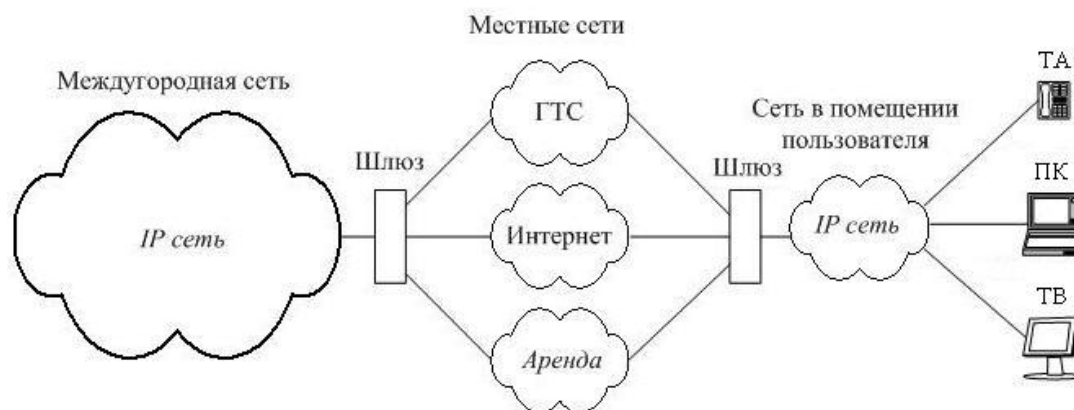 Местные сети
Междугородная сеть
ТА
ГТС
Сеть в помещении
пользователя
Шлюз
Шлюз
ПК
IP сеть
Интернет
IP сеть
ТВ
Аренда